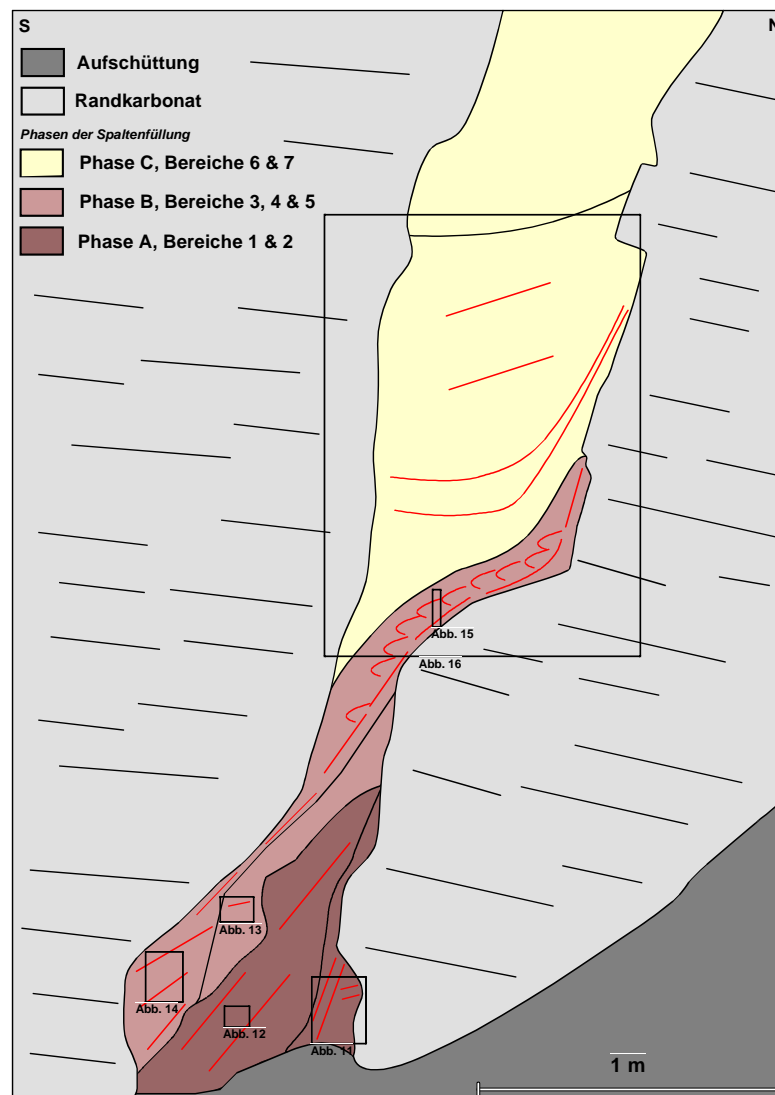 S
N
Aufschüttung
Randkarbonat
Phasen der Spaltenfüllung
Phase C, Bereiche 6 & 7
Phase B, Bereiche 3, 4 & 5
Phase A, Bereiche 1 & 2
Abb. 15
Abb. 16
Abb. 13
Abb. 14
Abb. 12
Abb. 11
1 m